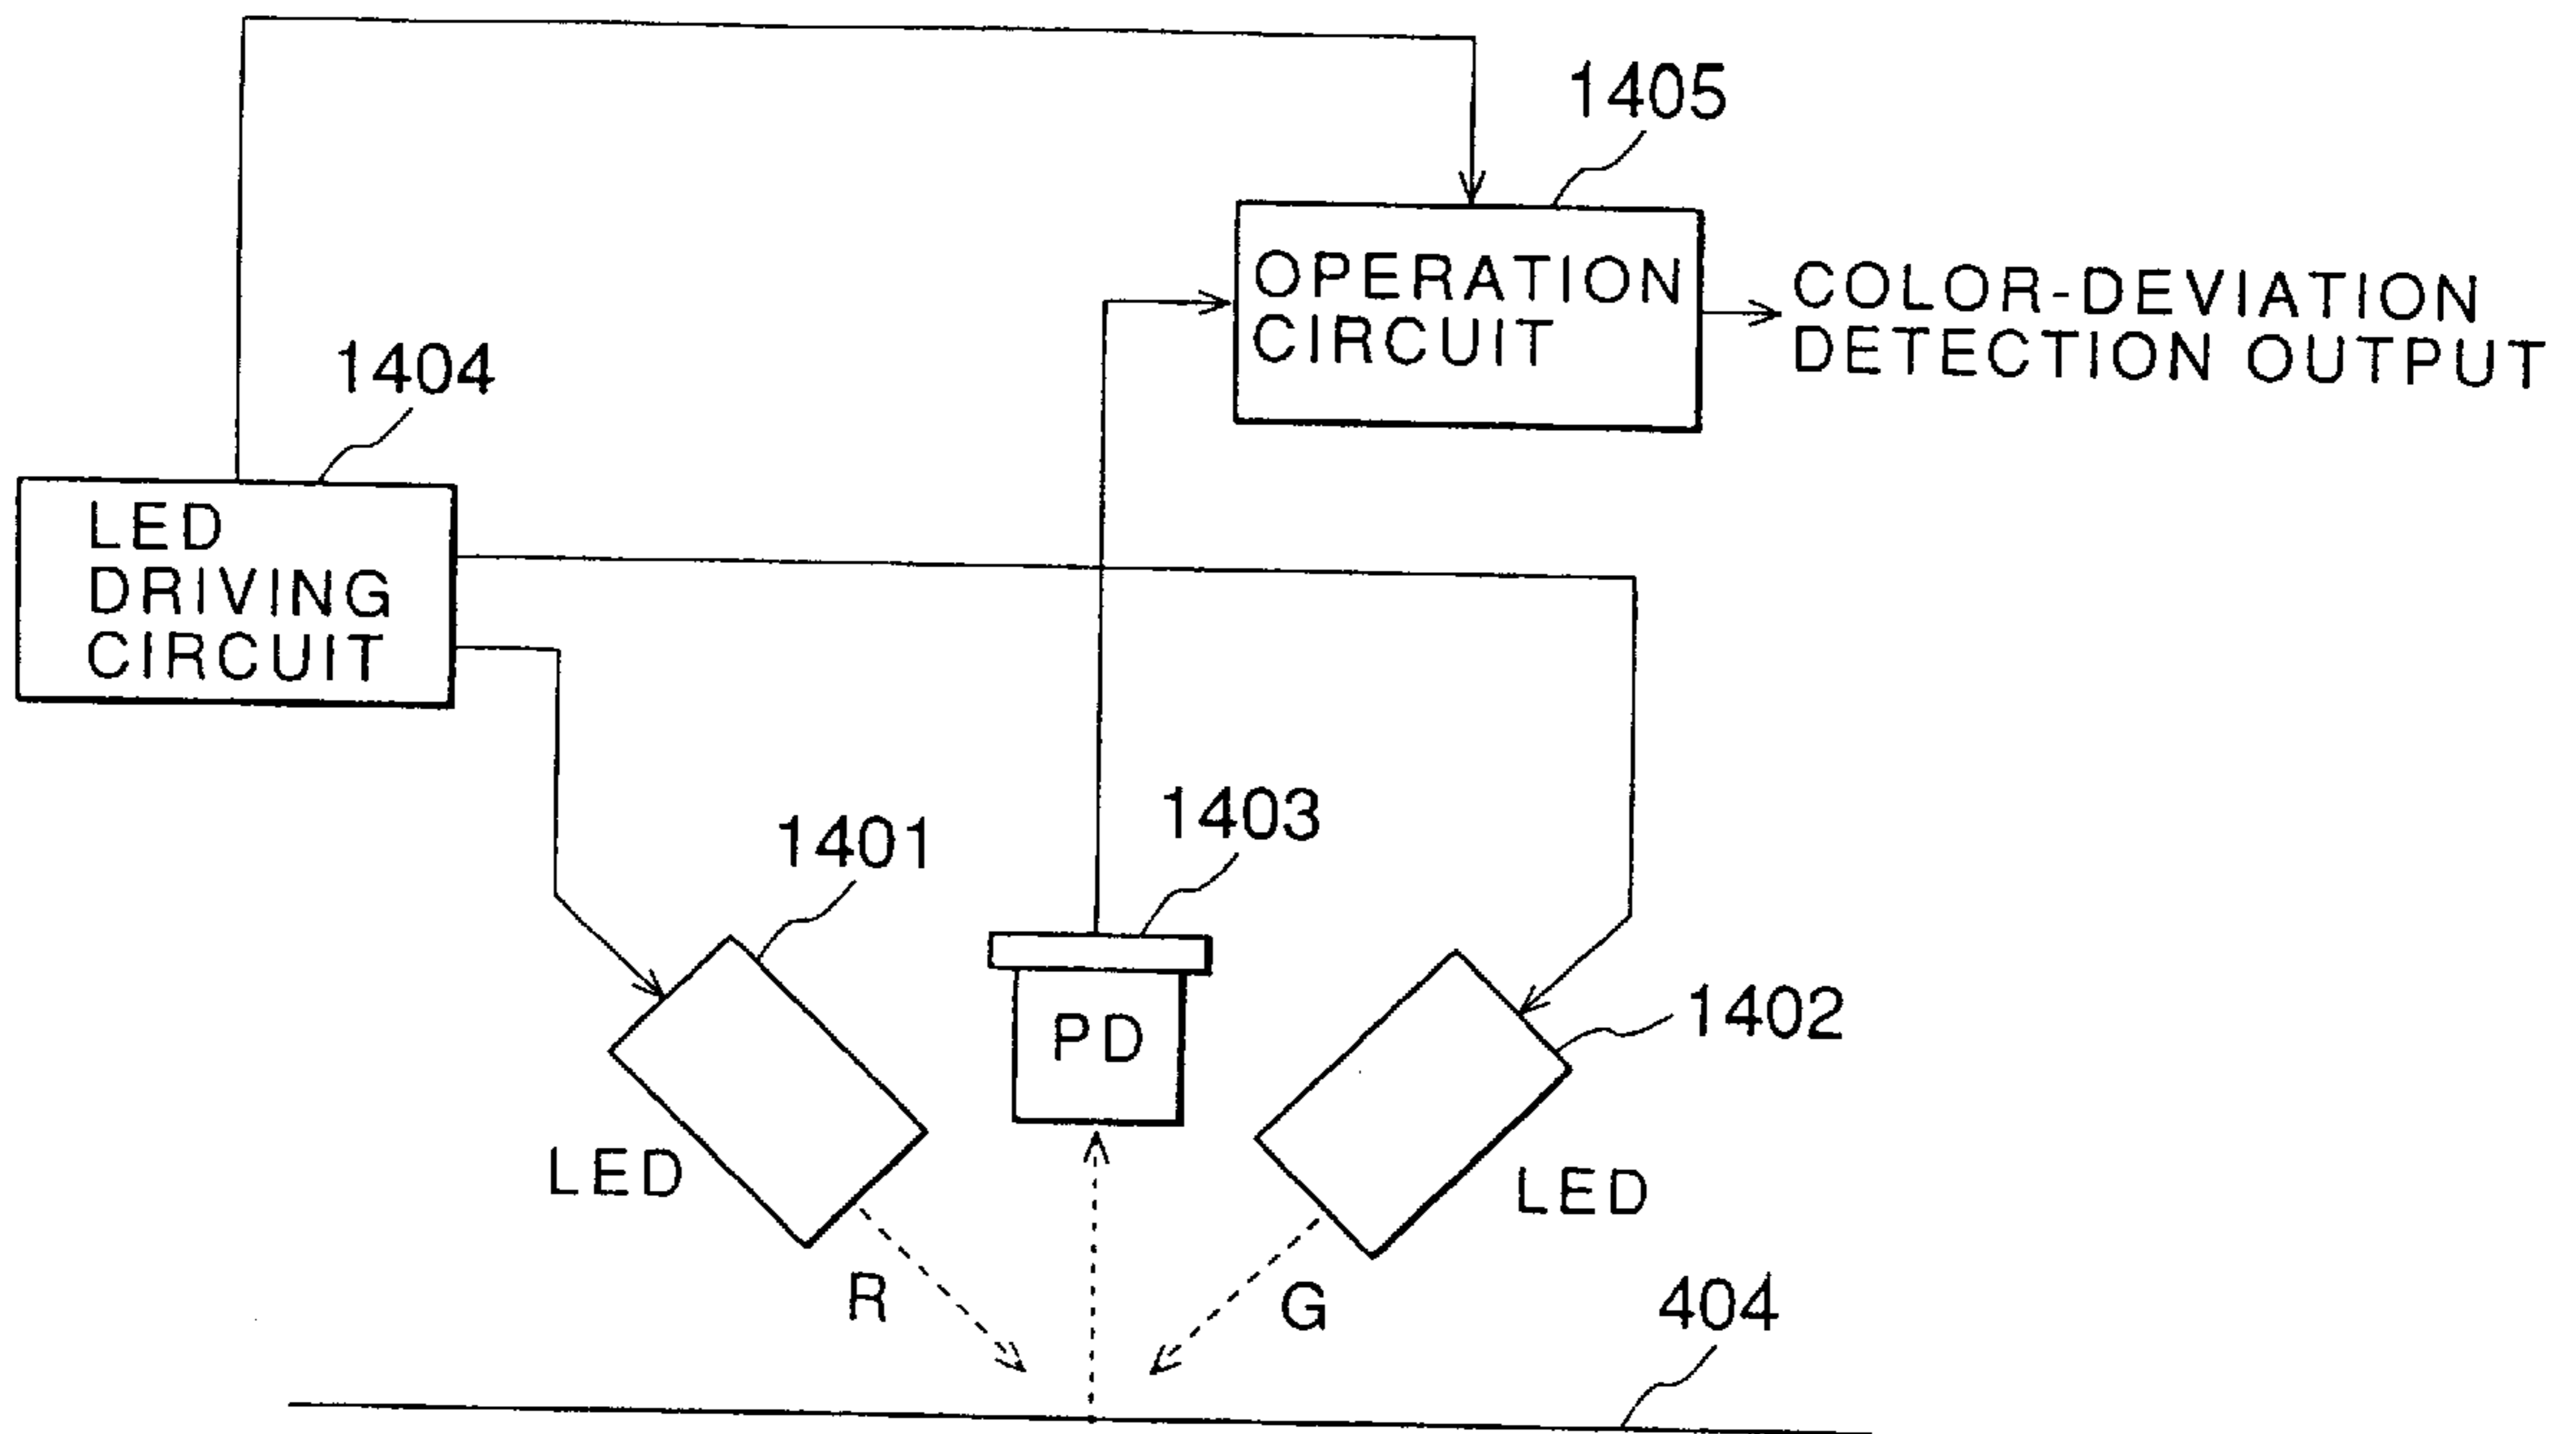 1405
OPERATION
CIRCUIT
COLOR-DEVIATION
DETECTION OUTPUT
1404
LED
DRIVING
CIRCUIT
1401
1403
PD
1402
LED
LED
R
G
404